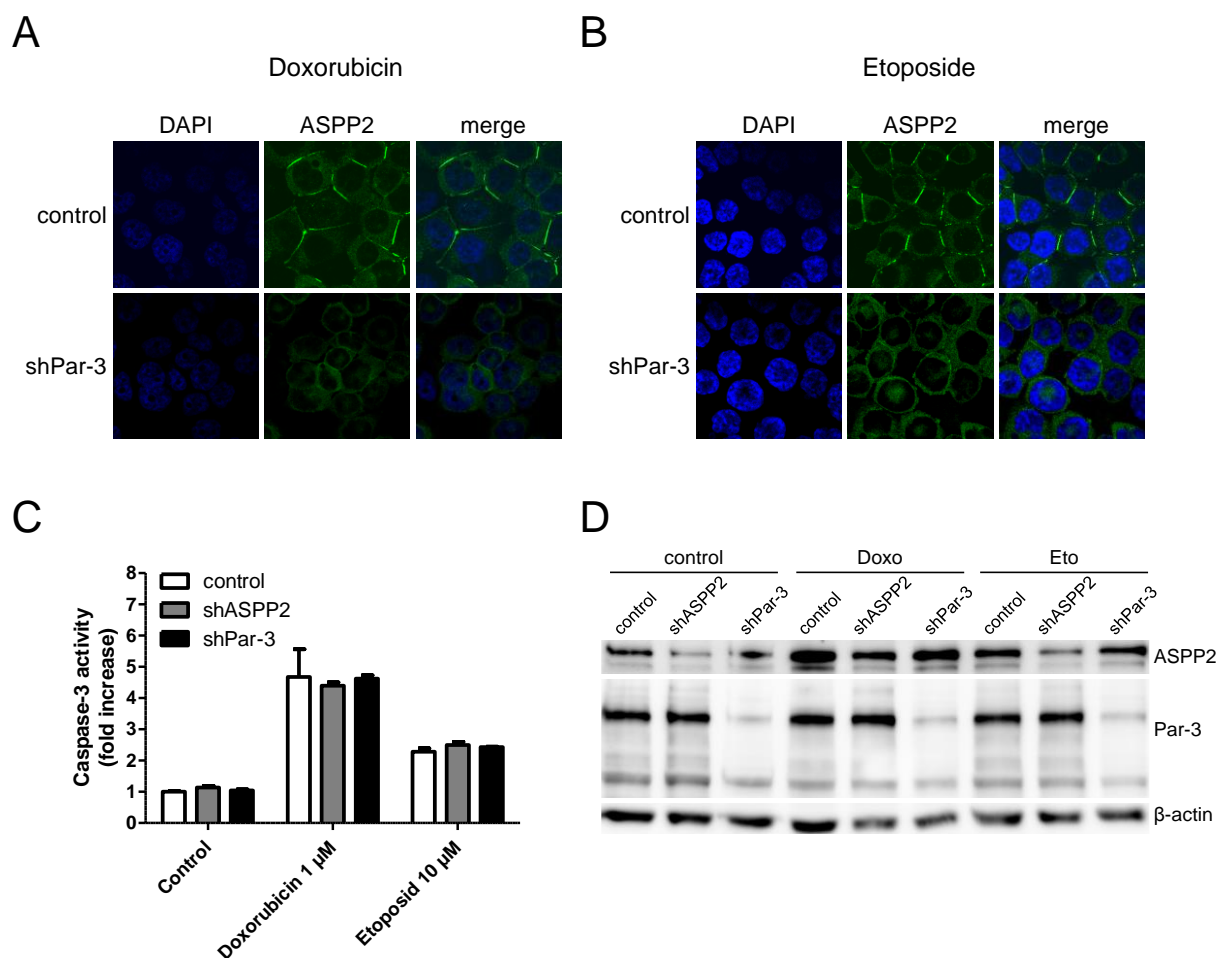 A
B
Doxorubicin
Etoposide
DAPI ASPP2 merge
DAPI ASPP2 merge
control
control
shPar-3
shPar-3
C
D
8
7
6
5
4
3
2
1
0
Caspase-3 activity
(fold increase)
control
shASPP2
shPar-3
Control
Doxorubicin 1 µM
Etoposid 10 µM
control Doxo Eto
control shASPP2 shPar-3 control shASPP2 shPar-3 control shASPP2 shPar-3
ASPP2
Par-3
β-actin